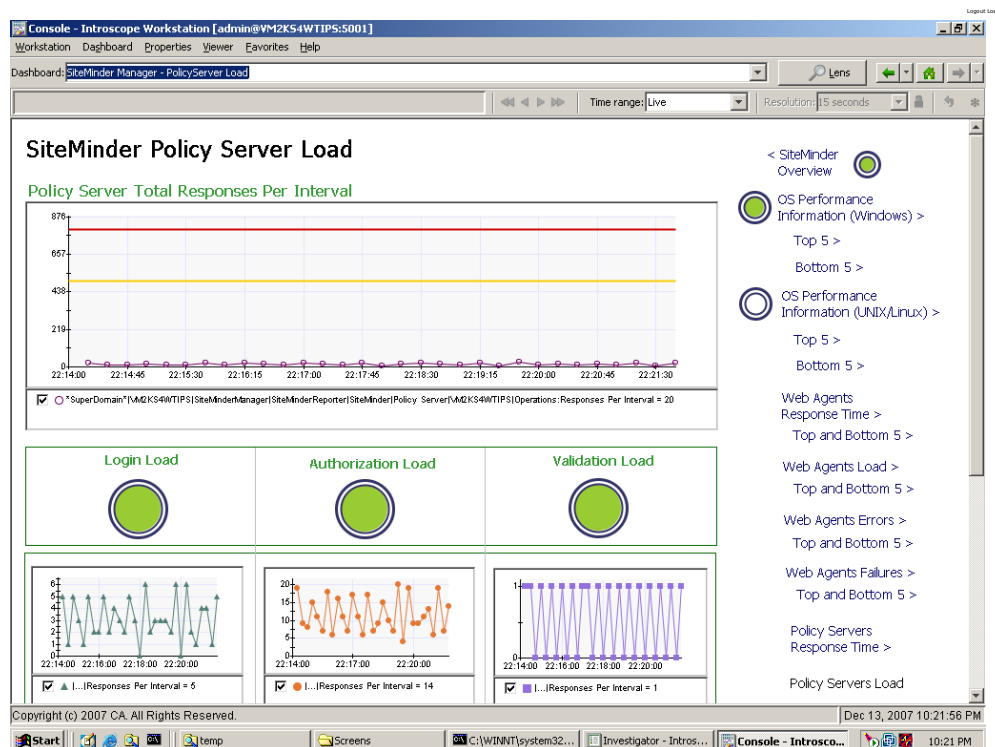 Logout
Console - Introscope Workstation [admin@VM2KS4WTIPS:5001]
Workstation Dashboard Properties Viewer Favorites Help
Dashboard: SiteMinder Manager - PolicyServer Load
Lens
Time range: Live
Resolution: 15 seconds
SiteMinder Policy Server Load
Policy Server Total Responses Per Interval
876
657
438
219
0
22:14:00 22:14:45 22:15:30 22:16:15 22:17:00 22:17:45 22:18:30 22:19:15 22:20:00 22:20:45 22:21:30
*SuperDomain*|VM2KS4WTIPS|SiteMinderManager|SiteMinderReporter|SiteMinder|Policy Server|VM2KS4WTIPS|Operations:Responses Per Interval = 20
Login Load
Authorization Load
Validation Load
6
5
4
3
2
1
0
22:14:00 22:16:00 22:18:00 22:20:00
|...|Responses Per Interval = 5
20
15
10
5
22:14:00 22:17:00 22:20:00
|...|Responses Per Interval = 14
1
0
22:14:00 22:16:00 22:18:00 22:20:00
|...|Responses Per Interval = 1
< SiteMinder
Overview
OS Performance
Information (Windows) >
Top 5 >
Bottom 5 >
OS Performance
Information (UNIX/Linux) >
Top 5 >
Bottom 5 >
Web Agents
Response Time >
Top and Bottom 5 >
Web Agents Load >
Top and Bottom 5 >
Web Agents Errors >
Top and Bottom 5 >
Web Agents Failures >
Top and Bottom 5 >
Policy Servers
Response Time >
Policy Servers Load
Copyright (c) 2007 CA. All Rights Reserved.
Dec 13, 2007 10:21:56 PM
Start
temp
Screens
C:\WINNT\system32...
Investigator - Intros...
Console - Introsco...
10:21 PM